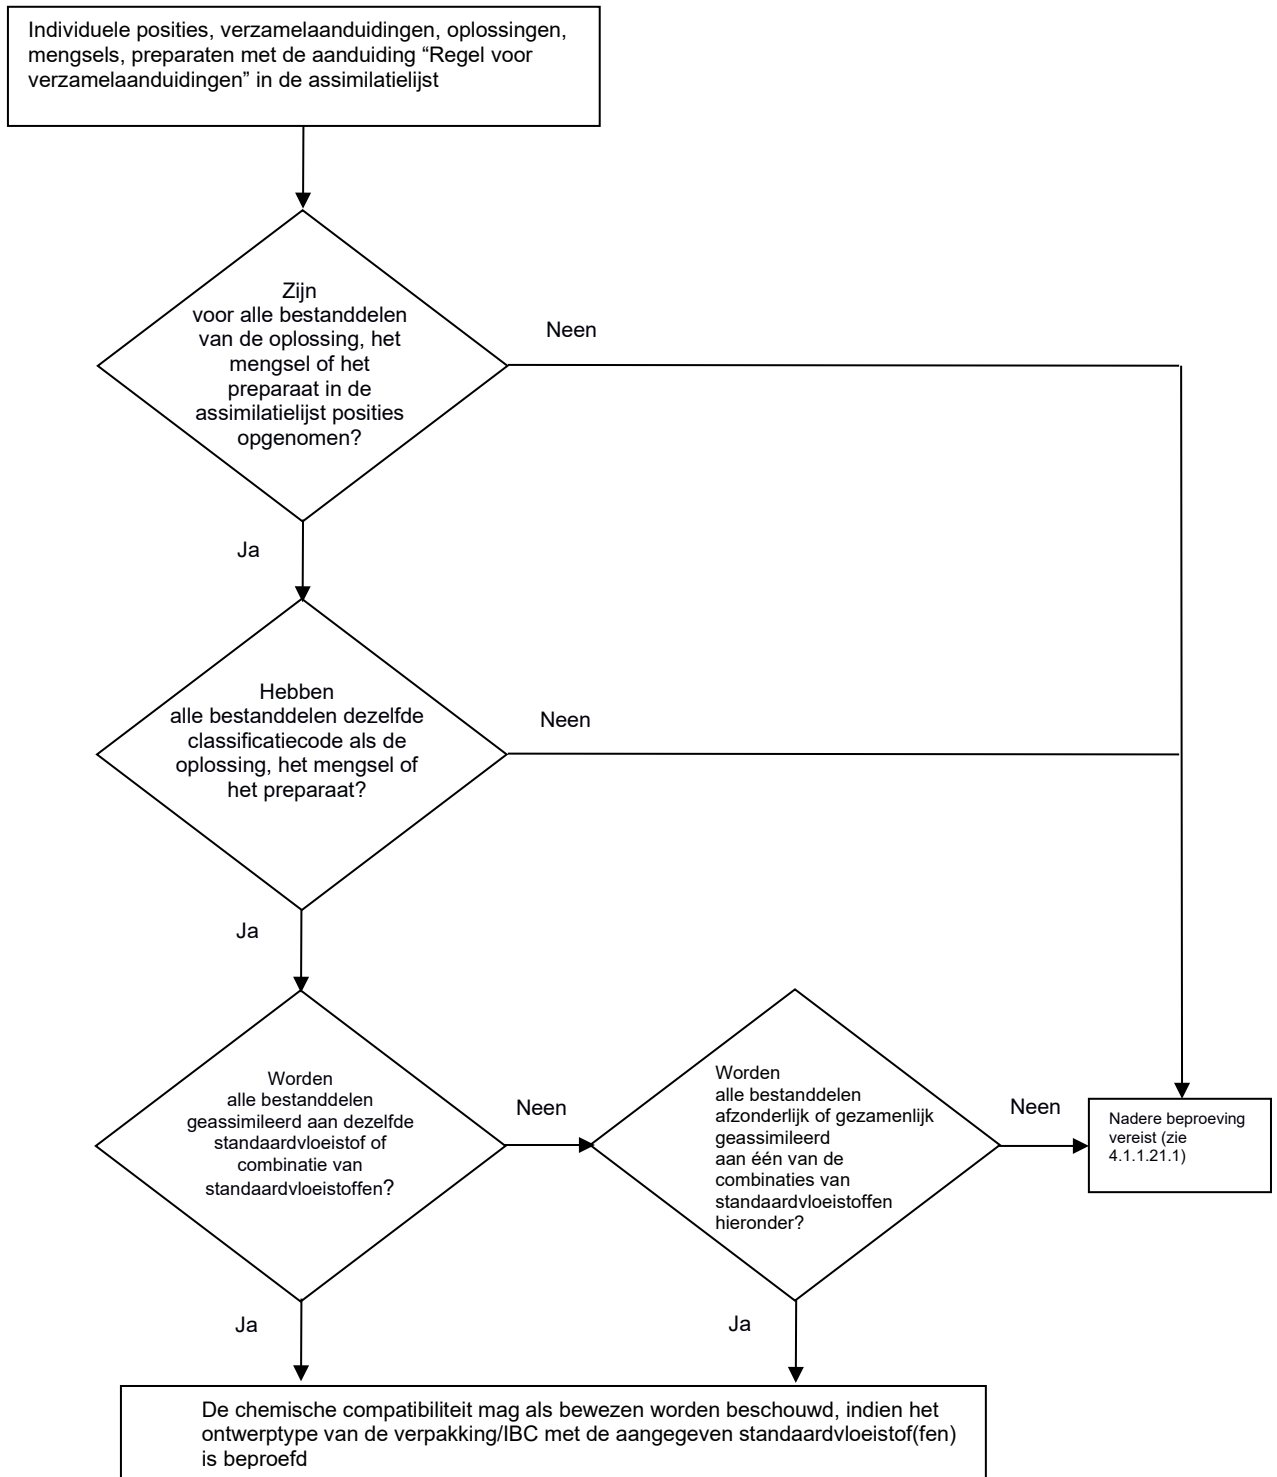 Individuele posities, verzamelaanduidingen, oplossingen,
mengsels, preparaten met de aanduiding “Regel voor
verzamelaanduidingen” in de assimilatielijst
Zijn
voor alle bestanddelen
van de oplossing, het
mengsel of het
preparaat in de
assimilatielijst posities
opgenomen?
Neen
Ja
Hebben
alle bestanddelen dezelfde
classificatiecode als de
oplossing, het mengsel of
het preparaat?
Neen
Ja
Worden
alle bestanddelen
geassimileerd aan dezelfde
standaardvloeistof of
combinatie van
standaardvloeistoffen?
Neen
Worden
alle bestanddelen
afzonderlijk of gezamenlijk
geassimileerd
aan één van de
combinaties van
standaardvloeistoffen
hieronder?
Neen
Nadere beproeving
vereist (zie
4.1.1.21.1)
Ja
Ja
De chemische compatibiliteit mag als bewezen worden beschouwd, indien het
ontwerptype van de verpakking/IBC met de aangegeven standaardvloeistof(fen)
is beproefd